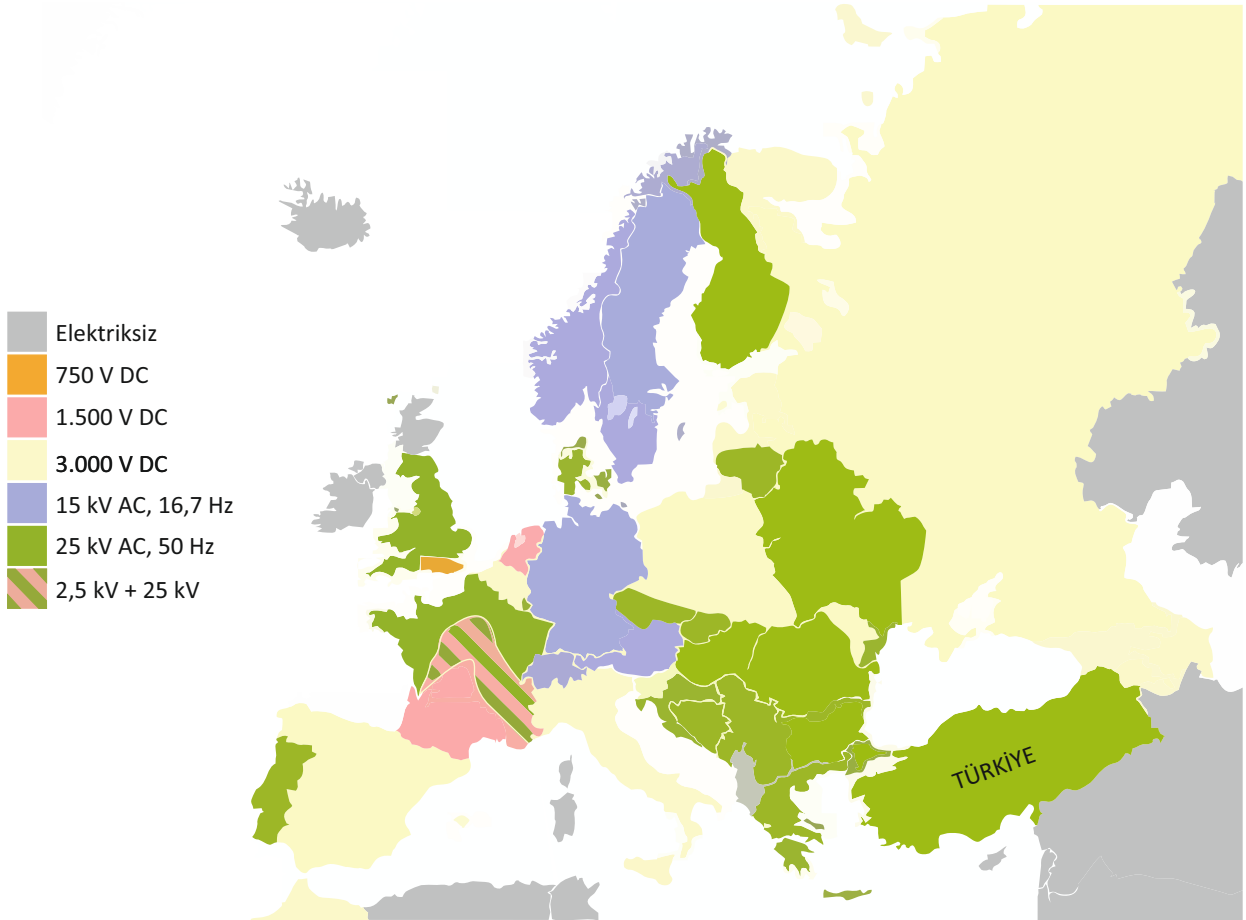 Elektriksiz
750 V DC
1.500 V DC
3.000 V DC
15 kV AC, 16,7 Hz
25 kV AC, 50 Hz
2,5 kV + 25 kV
TÜRKİYE